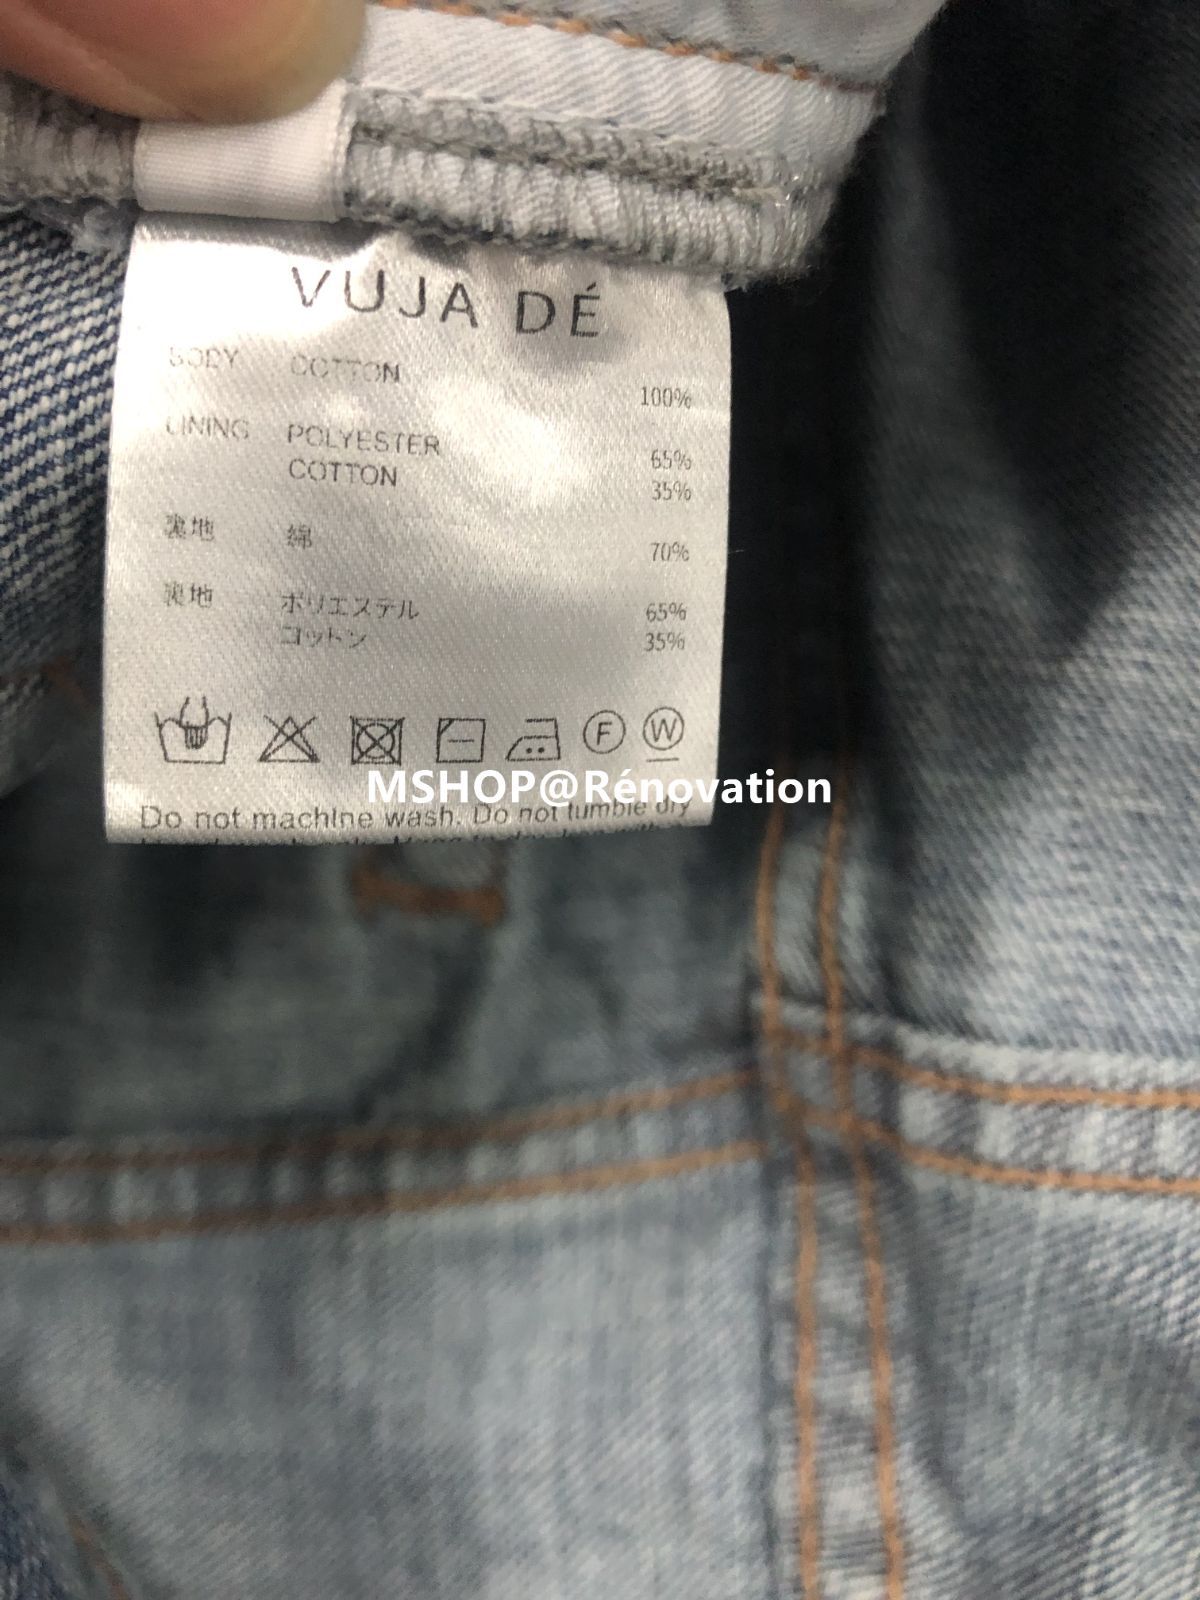 VUJA DÉ
BODY COTTON 100%
LINING POLYESTER 65%
COTTON 35%
裏地 綿 70%
裏地 ポリエステル 65%
コットン 35%
F W
MSHOP@Rénovation
Do not machine wash. Do not tumble dry